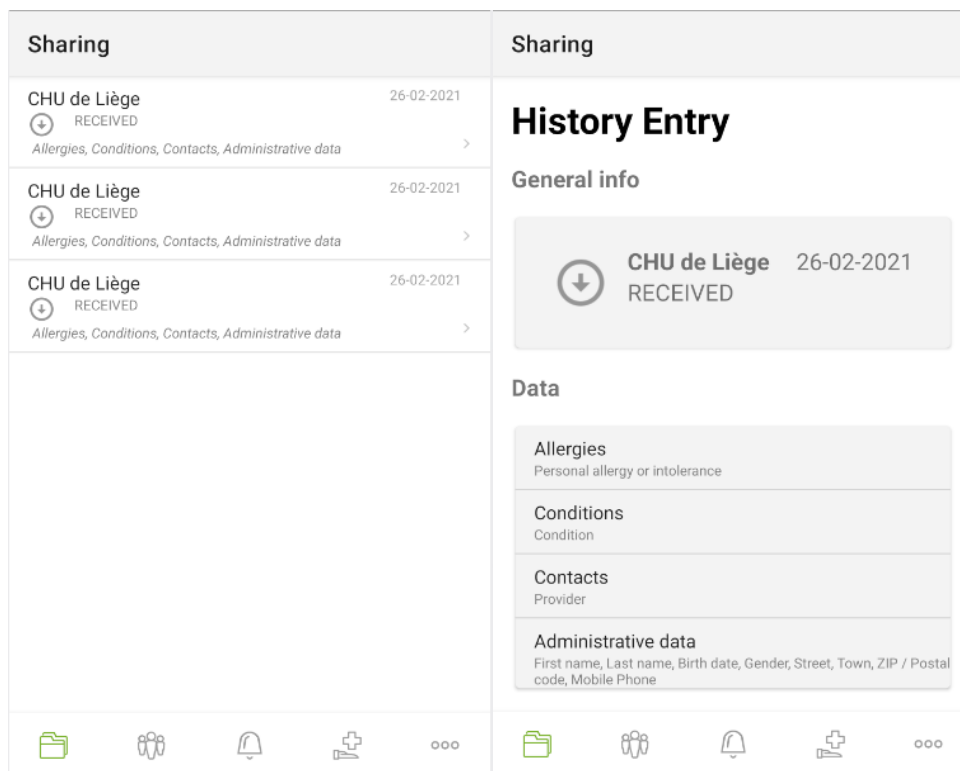 Sharing
CHU de Liège
26-02-2021
RECEIVED
Allergies, Conditions, Contacts, Administrative data
CHU de Liège
26-02-2021
RECEIVED
Allergies, Conditions, Contacts, Administrative data
CHU de Liège
26-02-2021
RECEIVED
Allergies, Conditions, Contacts, Administrative data
Sharing
History Entry
General info
CHU de Liège 26-02-2021
RECEIVED
Data
Allergies
Personal allergy or intolerance
Conditions
Condition
Contacts
Provider
Administrative data
First name, Last name, Birth date, Gender, Street, Town, ZIP / Postal
code, Mobile Phone